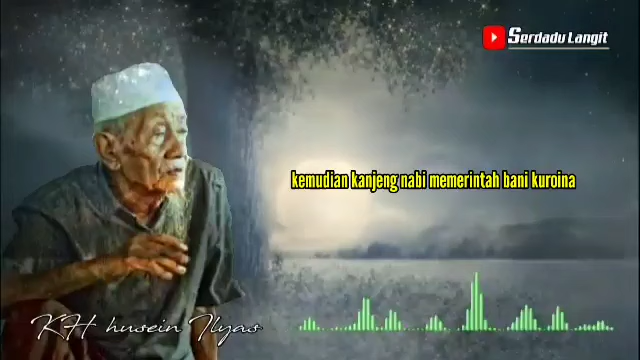 Serdadu Langit
kemudian kanjeng nabi memerintah bani kuroina
KH husein Ilyas